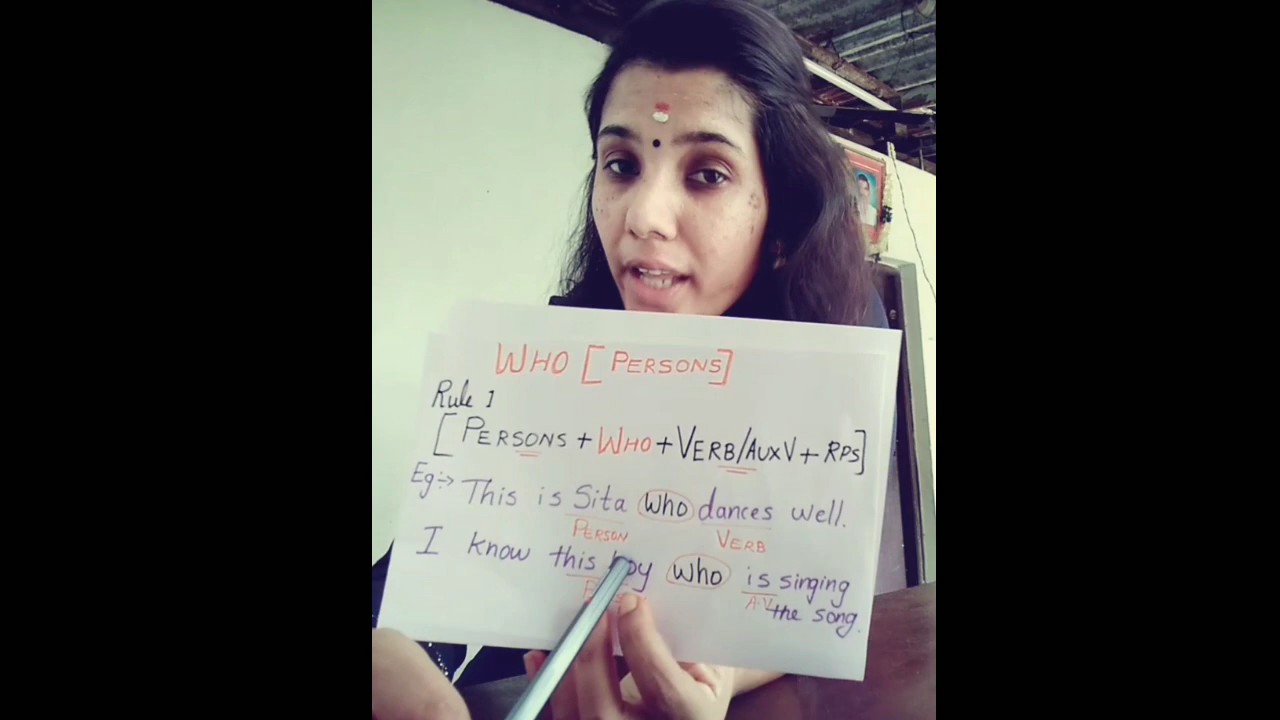 WHO [PERSONS]
Rule 1
[PERSONS + WHO + VERB/AUXV + RPS]
Eg:-> This is Sita who dances well.
PERSON VERB
I know this boy who is singing
A.V the song.